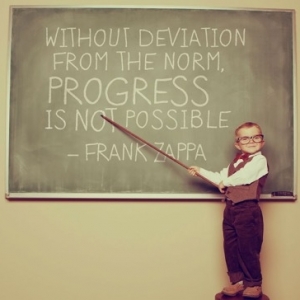 WITHOUT DEVIATION
FROM THE NORM,
PROGRESS
IS NOT POSSIBLE
– FRANK ZAPPA